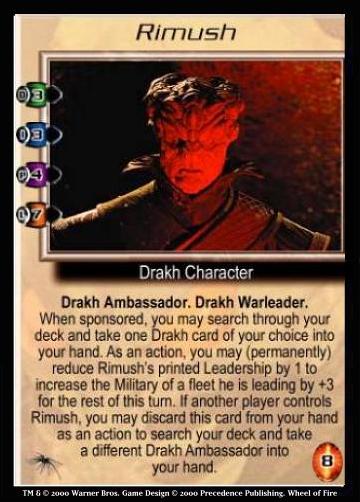 Rimush
D 3
I 3
P 4
L 7
Drakh Character
Drakh Ambassador. Drakh Warleader.
When sponsored, you may search through your
deck and take one Drakh card of your choice into
your hand. As an action, you may (permanently)
reduce Rimush's printed Leadership by 1 to
increase the Military of a fleet he is leading by +3
for the rest of this turn. If another player controls
Rimush, you may discard this card from your hand
as an action to search your deck and take
a different Drakh Ambassador into
your hand.
8
TM & © 2000 Warner Bros. Game Design © 2000 Precedence Publishing. Wheel of Fire